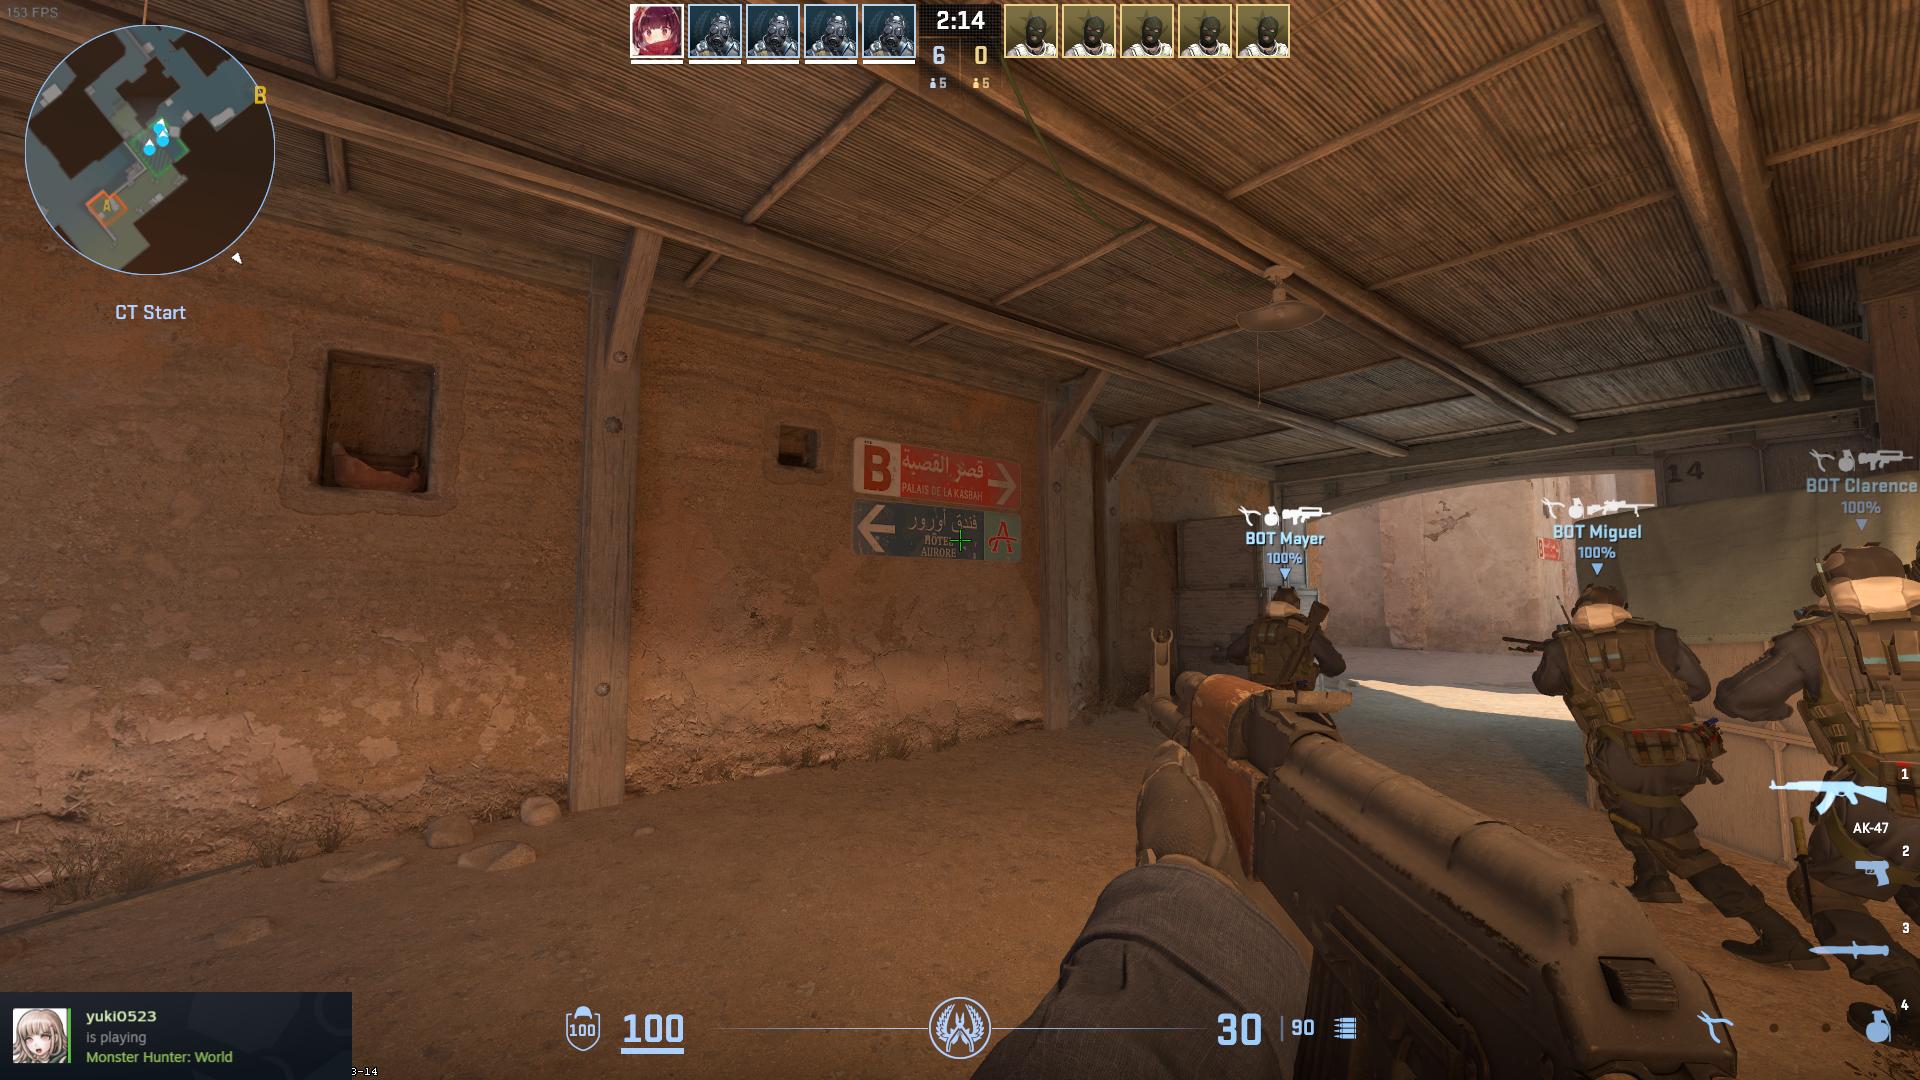 153 FPS
2:14
6 0
5 5
B
A
CT Start
B قصر القصبة
PALAIS DE LA KASBAH
فندق أورور
HÔTEL
AURORE
A
14
BOT Mayer
100%
BOT Miguel
100%
BOT Clarence
100%
B
1
AK-47
2
3
4
yuki0523
is playing
Monster Hunter: World
3-14
100
100
30 90